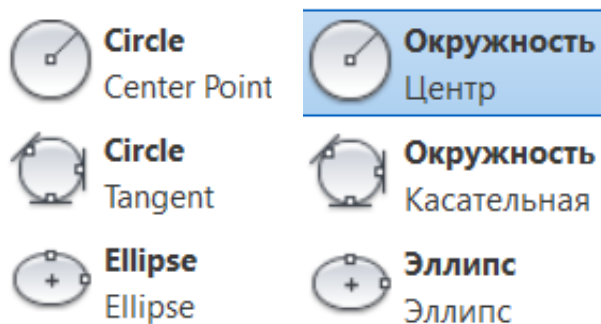 Circle
Center Point
Circle
Tangent
Ellipse
Ellipse
Окружность
Центр
Окружность
Касательная
Эллипс
Эллипс